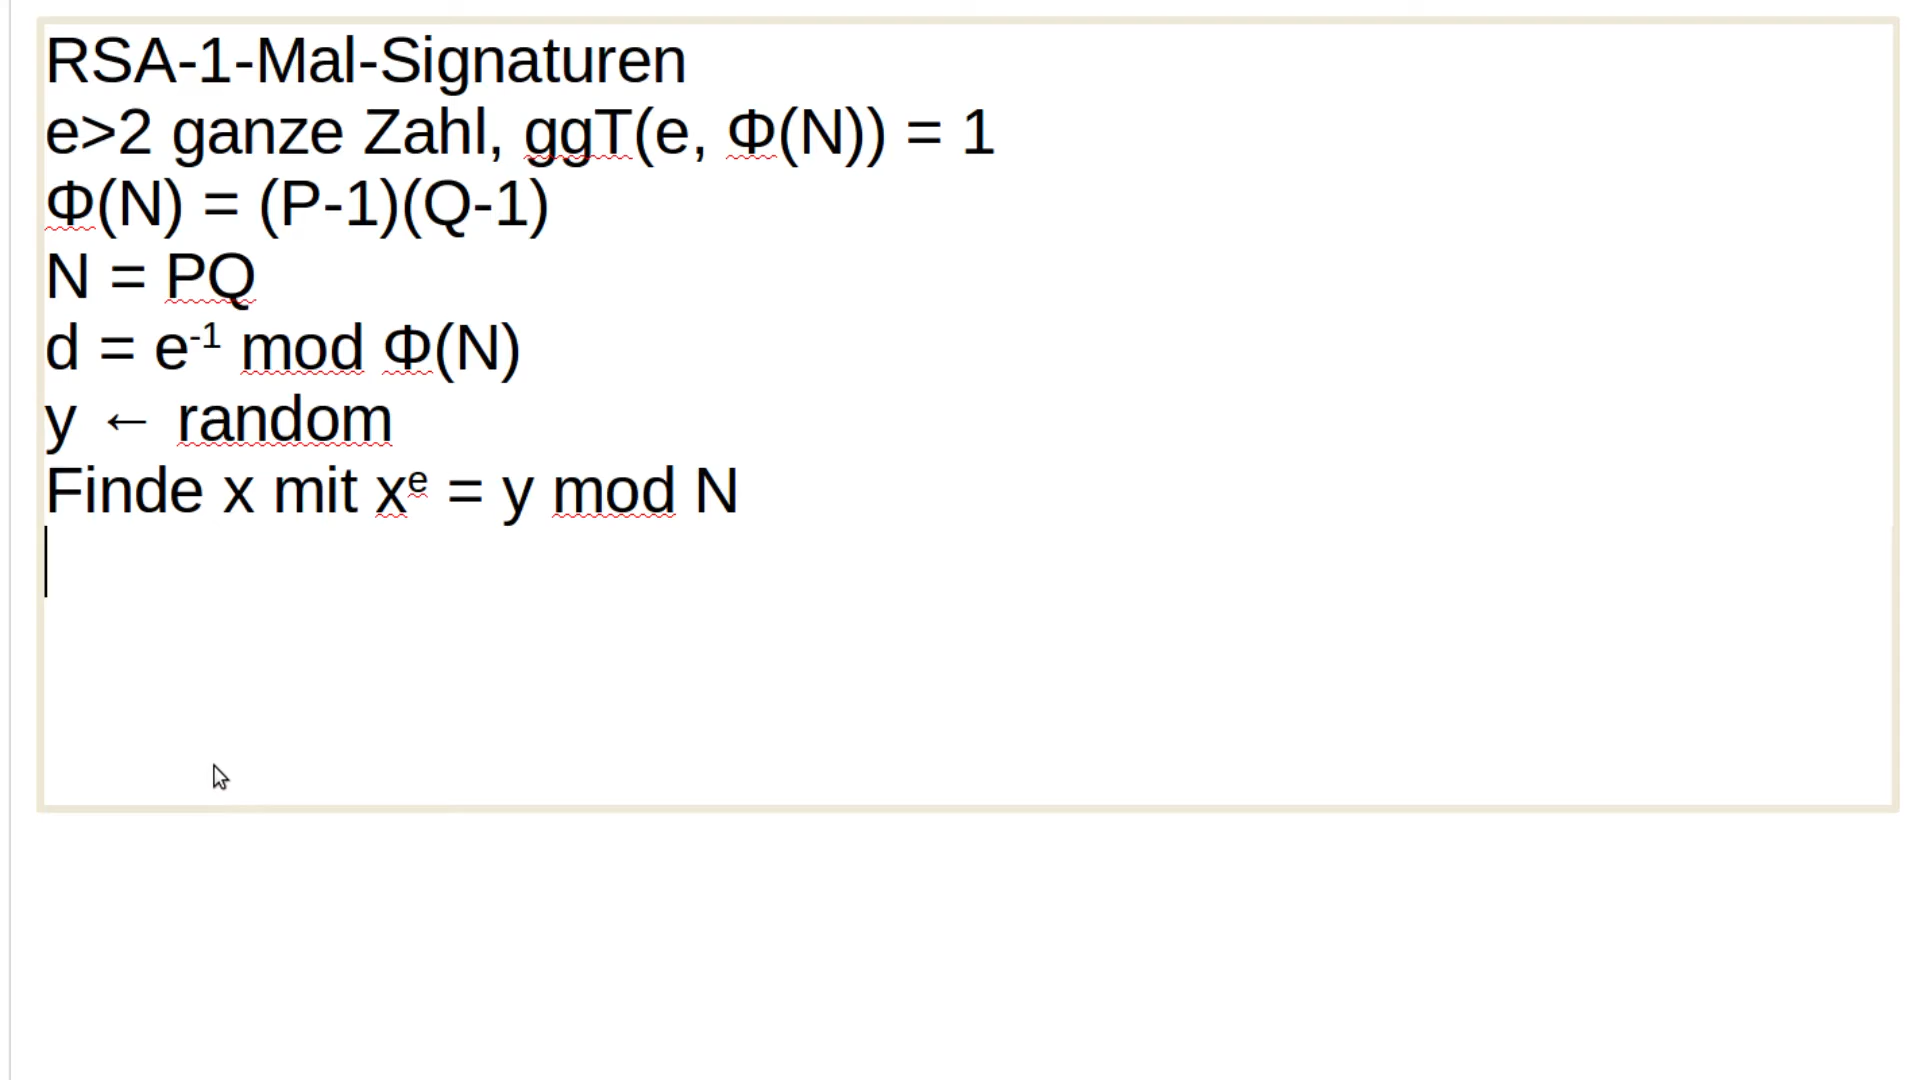 RSA-1-Mal-Signaturen
e>2 ganze Zahl, ggT(e, Φ(N)) = 1
Φ(N) = (P-1)(Q-1)
N = PQ
d = e⁻¹ mod Φ(N)
y ← random
Finde x mit xᵉ = y mod N